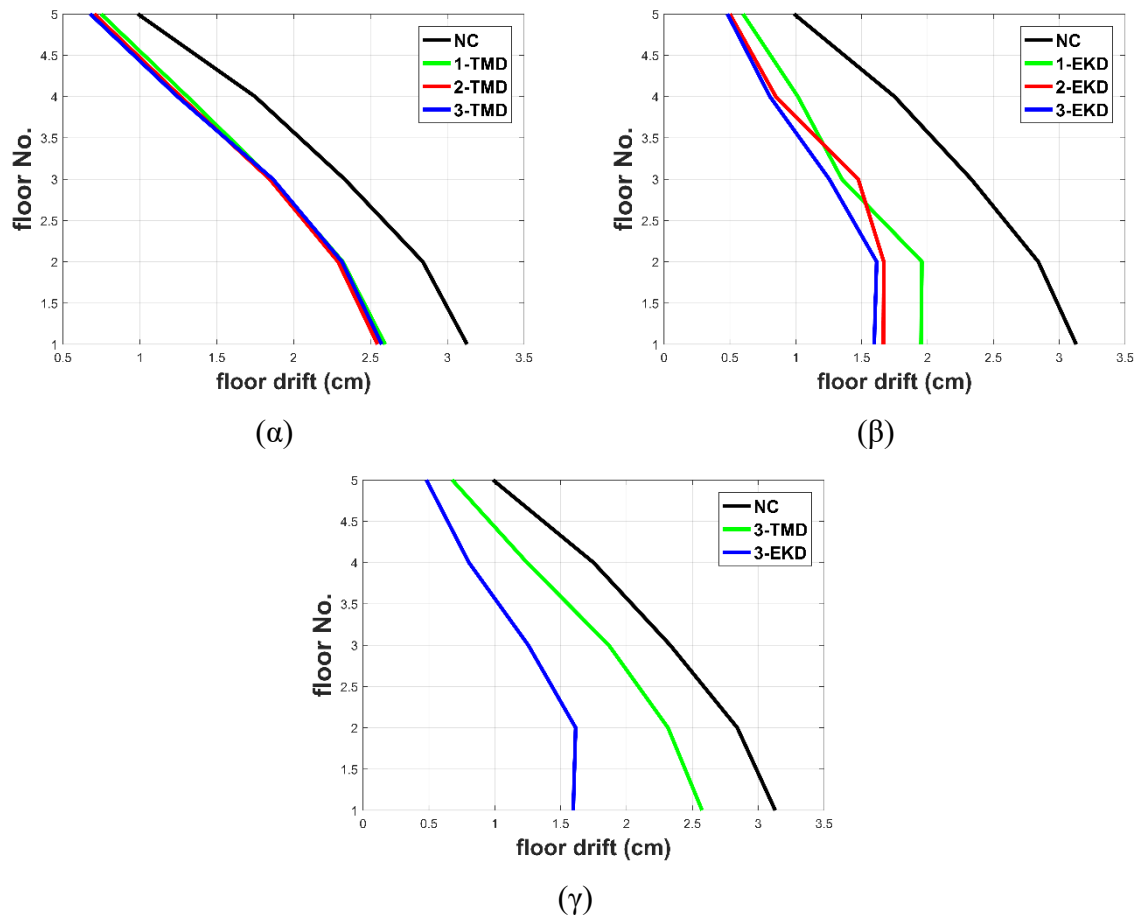 5
4.5
4
3.5
3
2.5
2
1.5
1
floor No.
NC
1-TMD
2-TMD
3-TMD
0.5 1 1.5 2 2.5 3 3.5
floor drift (cm)
(α)
5
4.5
4
3.5
3
2.5
2
1.5
1
floor No.
NC
1-EKD
2-EKD
3-EKD
0 0.5 1 1.5 2 2.5 3 3.5
floor drift (cm)
(β)
5
4.5
4
3.5
3
2.5
2
1.5
1
floor No.
NC
3-TMD
3-EKD
0 0.5 1 1.5 2 2.5 3 3.5
floor drift (cm)
(γ)